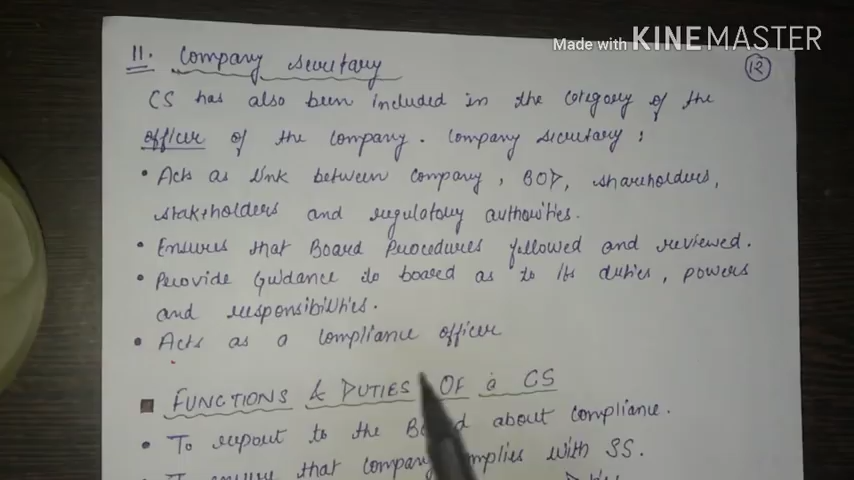 Made with KINEMASTER
11. Company Secretary
12
CS has also been included in the category of the
officer of the company. Company Secretary:
• Acts as link between company, BOD, shareholders,
stakeholders and regulatory authorities.
• Ensures that Board Procedures followed and reviewed.
• Provide Guidance to board as to its duties, powers
and responsibilities.
• Acts as a compliance officer
FUNCTIONS & DUTIES OF a CS
• To report to the Board about compliance.
that company complies with SS.